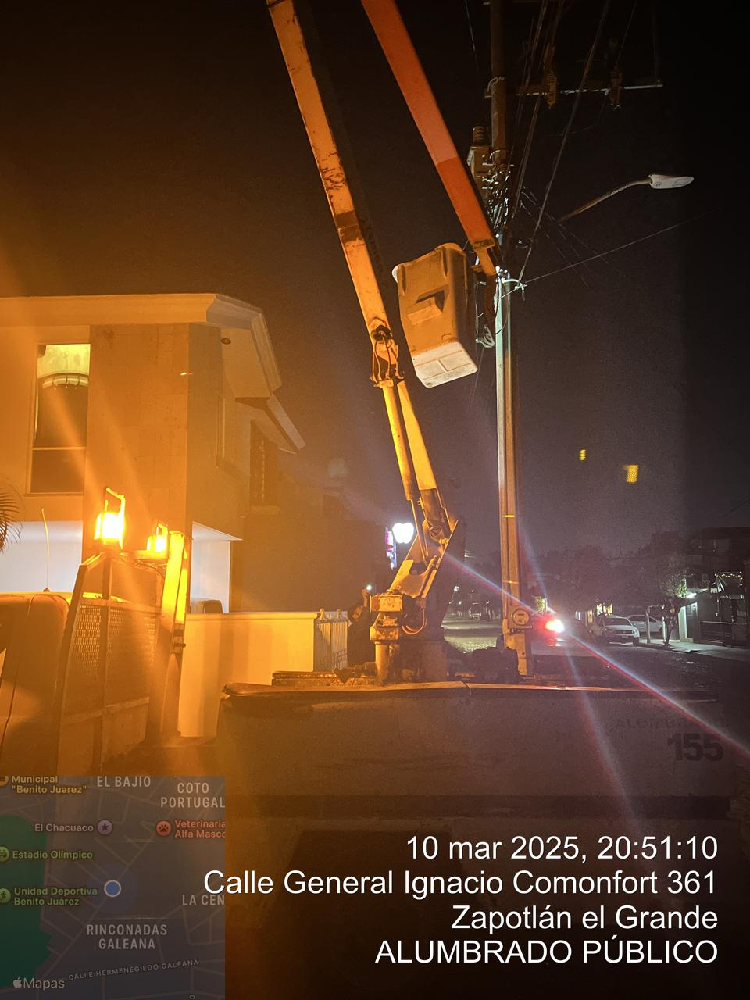 ALUMBRADO
155
Municipal
"Benito Juarez"
EL BAJIO
COTO
PORTUGAL
El Chacuaco
Veterinaria
Alfa Masco
Estadio Olímpico
Unidad Deportiva
Benito Juárez
LA CEN
RINCONADAS
GALEANA
CALLE HERMENEGILDO GALEANA
Mapas
10 mar 2025, 20:51:10
Calle General Ignacio Comonfort 361
Zapotlán el Grande
ALUMBRADO PÚBLICO